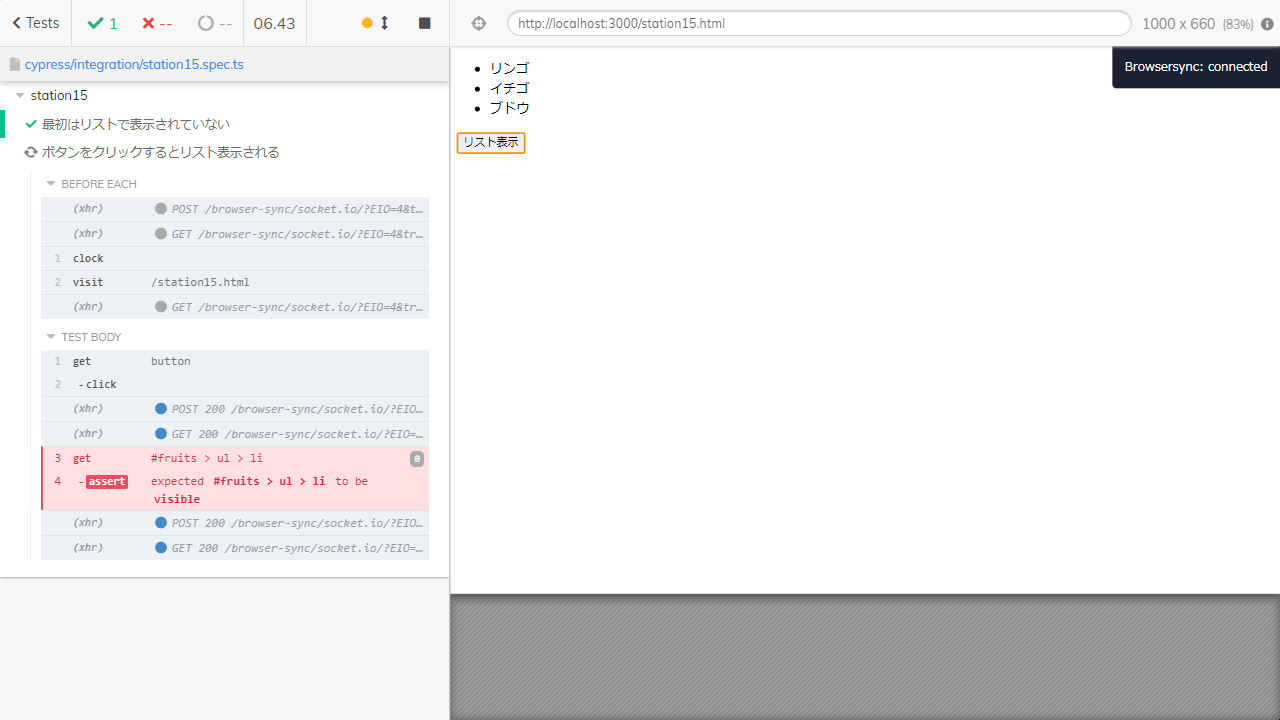 Tests 1 -- -- 06.43
cypress/integration/station15.spec.ts
station15
最初はリストで表示されていない
ボタンをクリックするとリスト表示される
BEFORE EACH
(xhr) POST /browser-sync/socket.io/?EIO=4&t…
(xhr) GET /browser-sync/socket.io/?EIO=4&tr…
1 clock
2 visit /station15.html
(xhr) GET /browser-sync/socket.io/?EIO=4&tr…
TEST BODY
1 get button
2 -click
(xhr) POST 200 /browser-sync/socket.io/?EIO…
(xhr) GET 200 /browser-sync/socket.io/?EIO=…
3 get #fruits > ul > li 0
4 -assert expected #fruits > ul > li to be
visible
(xhr) POST 200 /browser-sync/socket.io/?EIO…
(xhr) GET 200 /browser-sync/socket.io/?EIO=…
http://localhost:3000/station15.html 1000 x 660 (83%)
Browsersync: connected
リンゴ
イチゴ
ブドウ
リスト表示